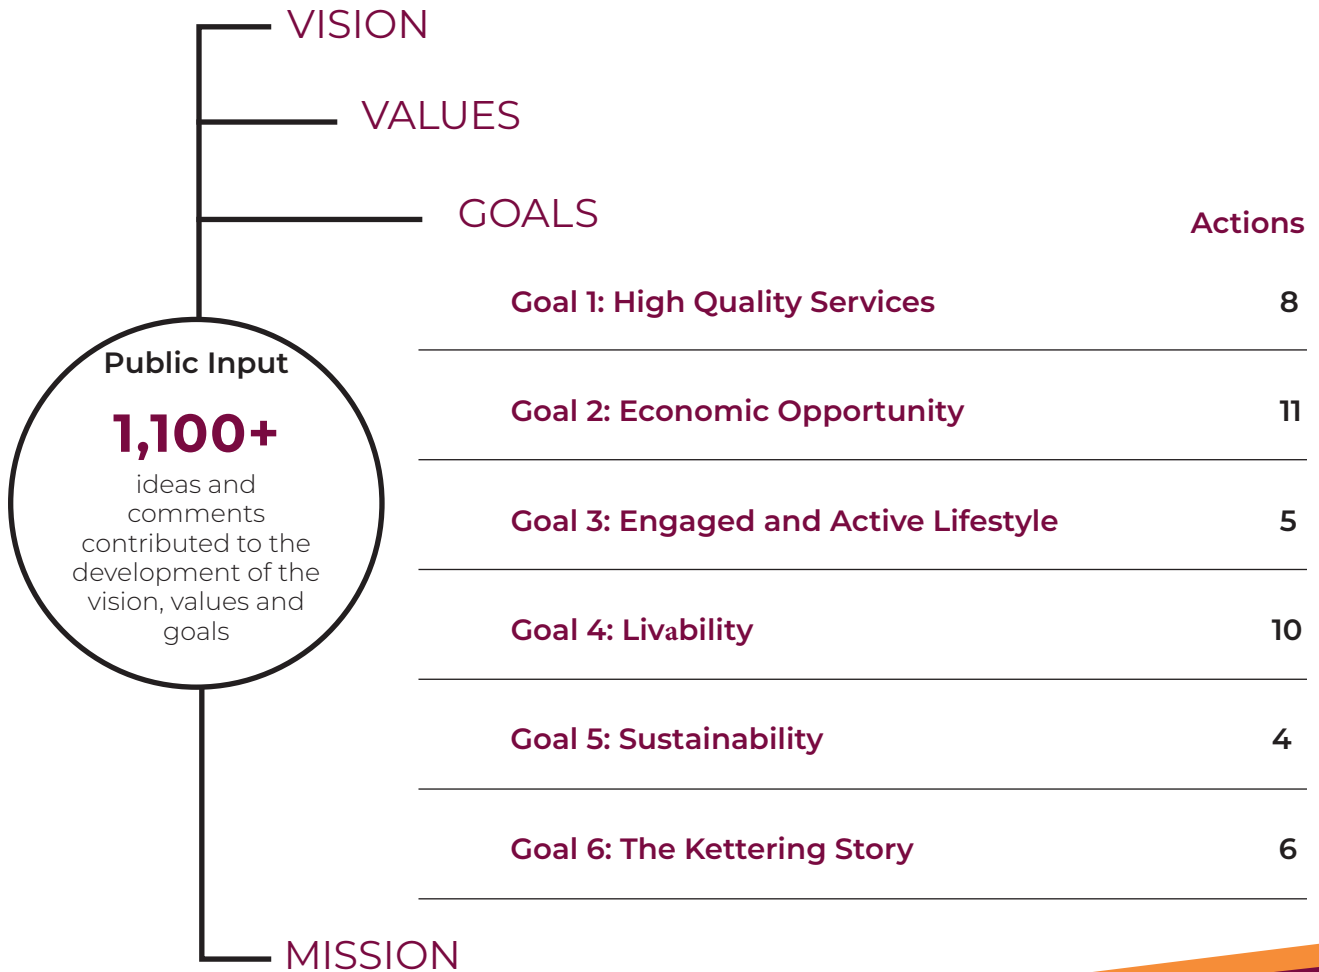 VISION
VALUES
GOALS
Actions
Goal 1: High Quality Services 8
Public Input
1,100+
ideas and
comments
contributed to the
development of the
vision, values and
goals
Goal 2: Economic Opportunity 11
Goal 3: Engaged and Active Lifestyle 5
Goal 4: Livability 10
Goal 5: Sustainability 4
Goal 6: The Kettering Story 6
MISSION